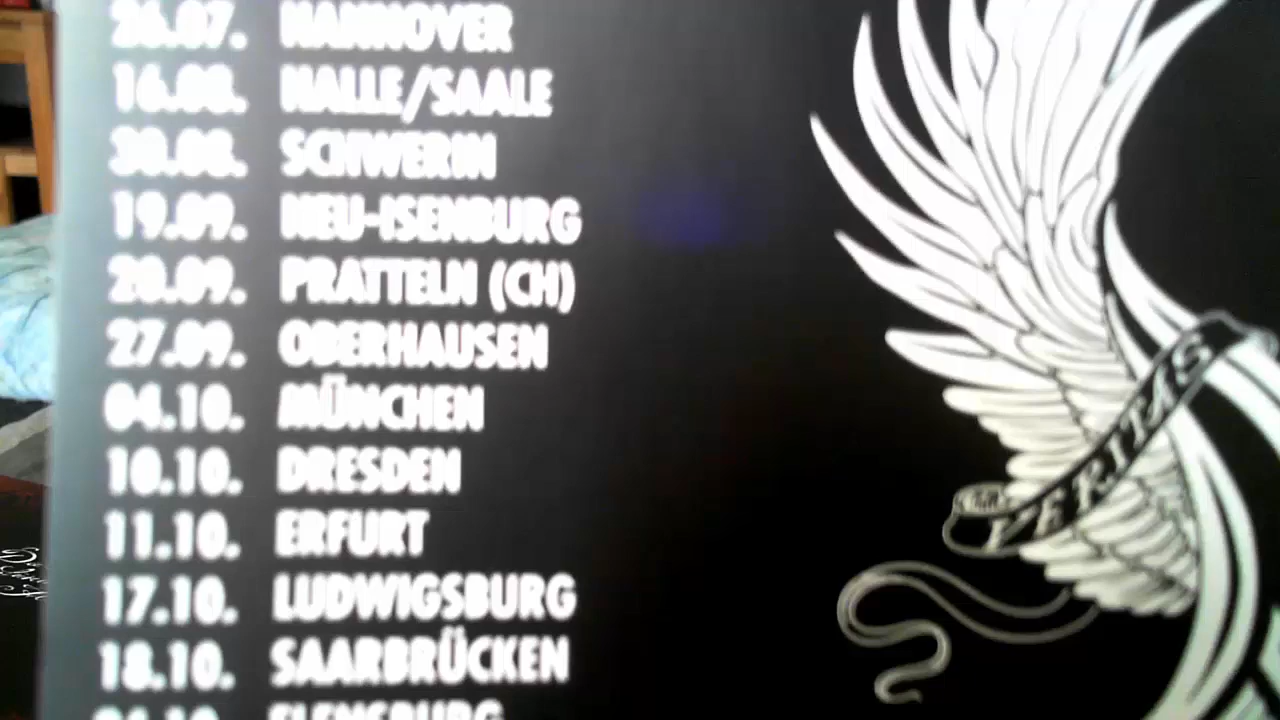 26.07. HANNOVER
16.08. HALLE/SAALE
30.08. SCHWERIN
19.09. NEU-ISENBURG
20.09. PRATTELN (CH)
27.09. OBERHAUSEN
04.10. MÜNCHEN
10.10. DRESDEN
11.10. ERFURT
17.10. LUDWIGSBURG
18.10. SAARBRÜCKEN
FLENSBURG
VERITAS